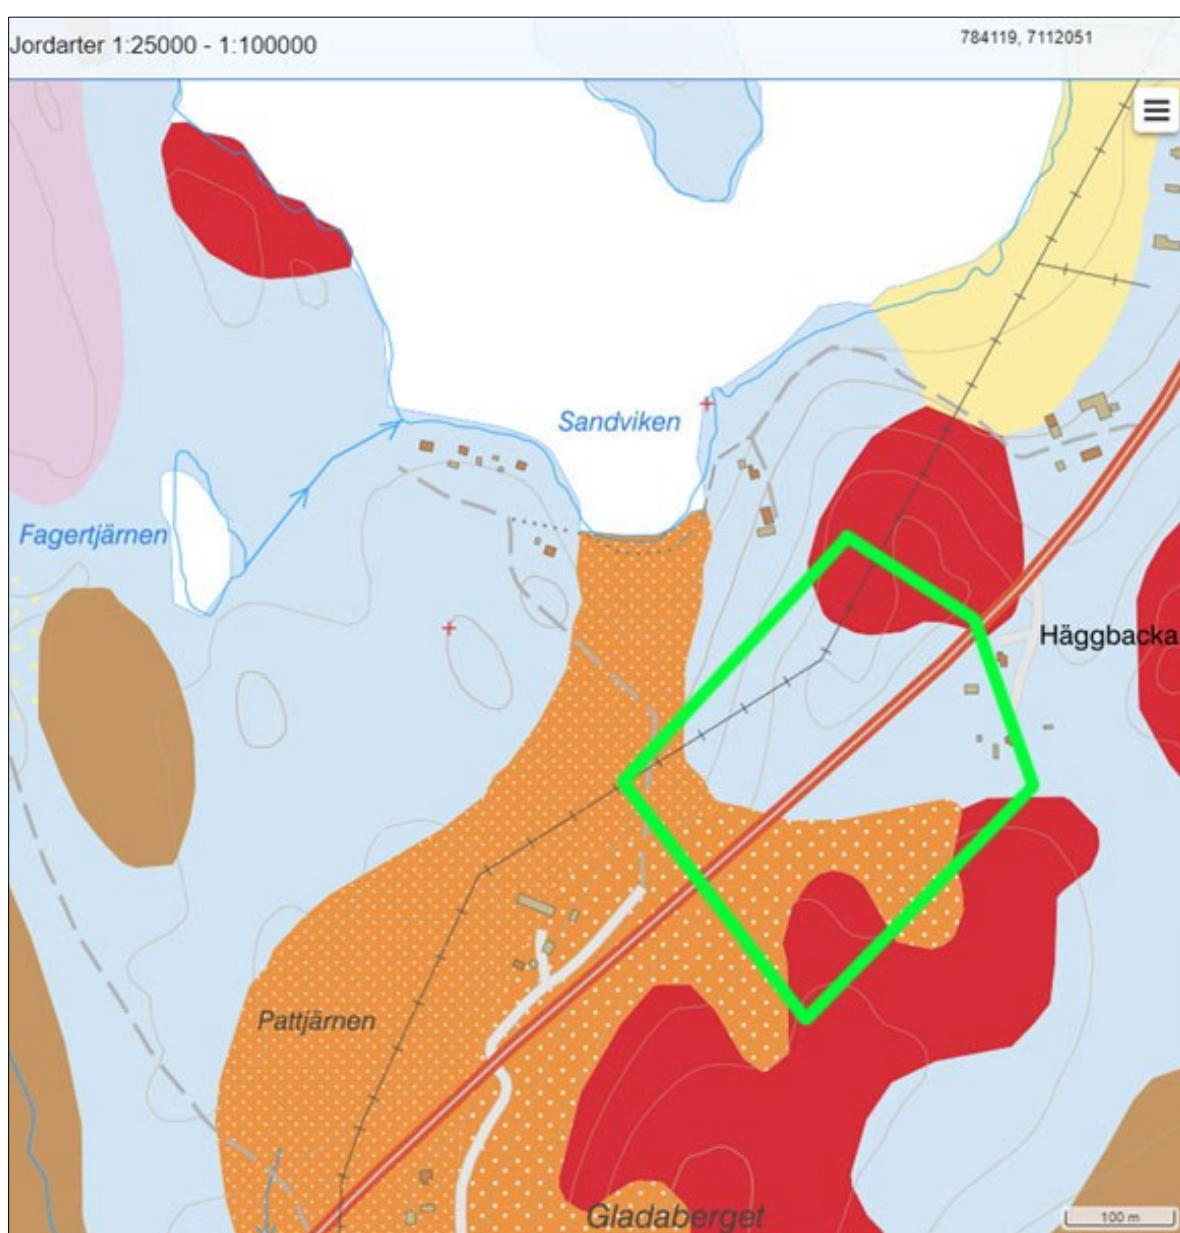 Jordarter 1:25000 - 1:100000
784119, 7112051
Sandviken
Fagertjärnen
Häggbacka
Pattjärnen
Gladaberget
100 m